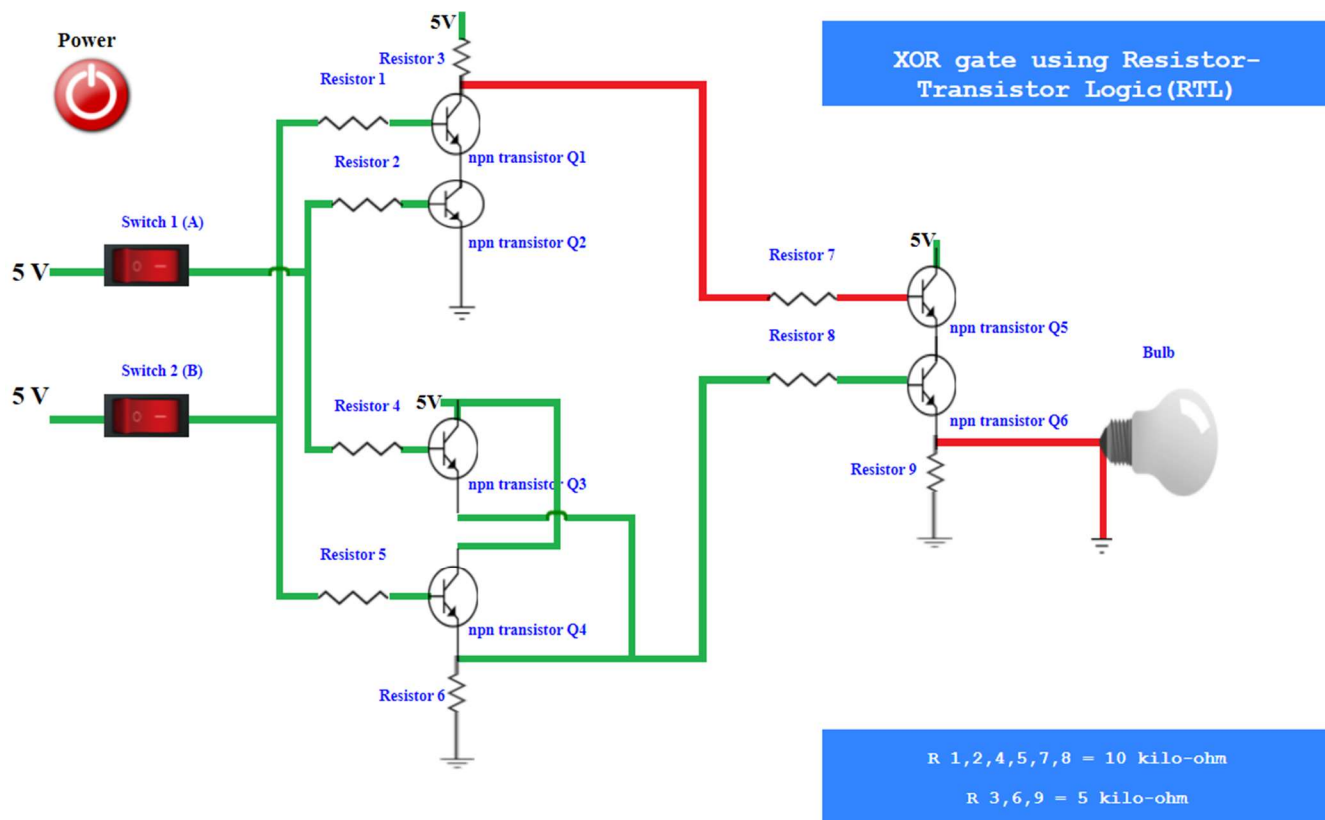 Power
5V
Resistor 3
Resistor 1
XOR gate using Resistor-
Transistor Logic(RTL)
npn transistor Q1
Resistor 2
Switch 1 (A)
npn transistor Q2
5 V
5V
Resistor 7
npn transistor Q5
Resistor 8
Bulb
Switch 2 (B)
5 V
Resistor 4
5V
npn transistor Q6
npn transistor Q3
Resistor 9
Resistor 5
npn transistor Q4
Resistor 6
R 1,2,4,5,7,8 = 10 kilo-ohm
R 3,6,9 = 5 kilo-ohm